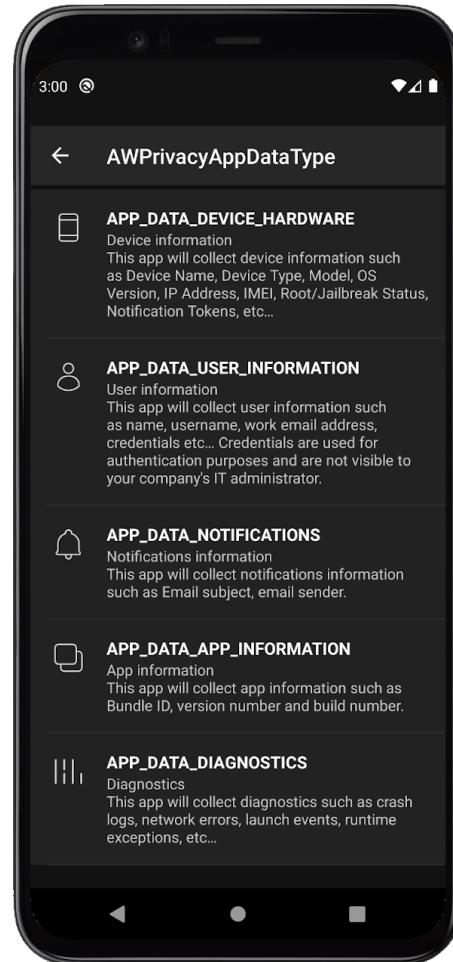 3:00
AWPrivacyAppDataType
APP_DATA_DEVICE_HARDWARE
Device information
This app will collect device information such
as Device Name, Device Type, Model, OS
Version, IP Address, IMEI, Root/Jailbreak Status,
Notification Tokens, etc...
APP_DATA_USER_INFORMATION
User information
This app will collect user information such
as name, username, work email address,
credentials etc... Credentials are used for
authentication purposes and are not visible to
your company's IT administrator.
APP_DATA_NOTIFICATIONS
Notifications information
This app will collect notifications information
such as Email subject, email sender.
APP_DATA_APP_INFORMATION
App information
This app will collect app information such as
Bundle ID, version number and build number.
APP_DATA_DIAGNOSTICS
Diagnostics
This app will collect diagnostics such as crash
logs, network errors, launch events, runtime
exceptions, etc...